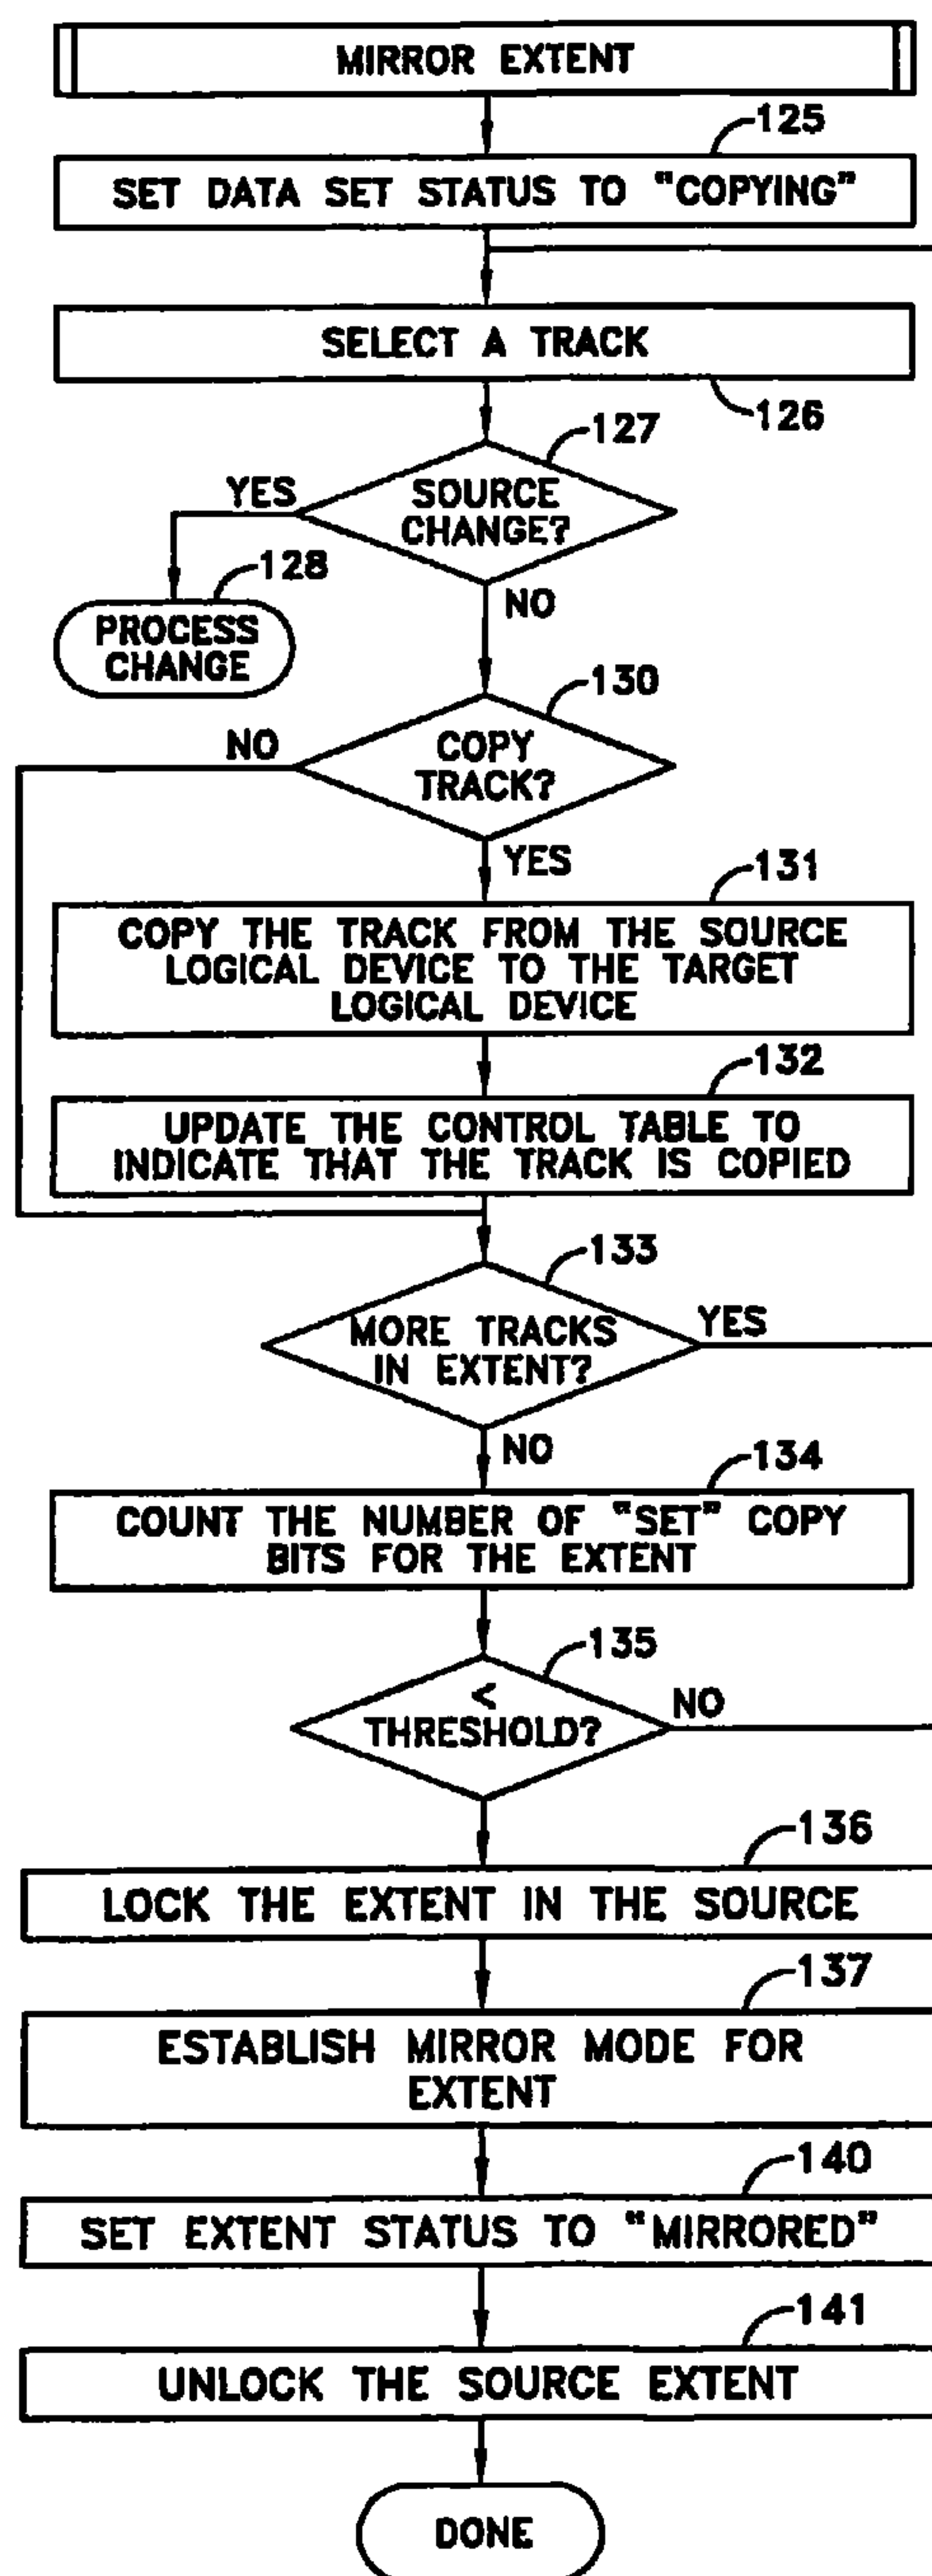 MIRROR EXTENT
125
SET DATA SET STATUS TO "COPYING"
SELECT A TRACK
126
127
YES
SOURCE
CHANGE?
128
NO
PROCESS
CHANGE
130
NO
COPY
TRACK?
YES
131
COPY THE TRACK FROM THE SOURCE
LOGICAL DEVICE TO THE TARGET
LOGICAL DEVICE
132
UPDATE THE CONTROL TABLE TO
INDICATE THAT THE TRACK IS COPIED
133
MORE TRACKS
IN EXTENT?
YES
NO
134
COUNT THE NUMBER OF "SET" COPY
BITS FOR THE EXTENT
135
<
THRESHOLD?
NO
136
LOCK THE EXTENT IN THE SOURCE
137
ESTABLISH MIRROR MODE FOR
EXTENT
140
SET EXTENT STATUS TO "MIRRORED"
141
UNLOCK THE SOURCE EXTENT
DONE